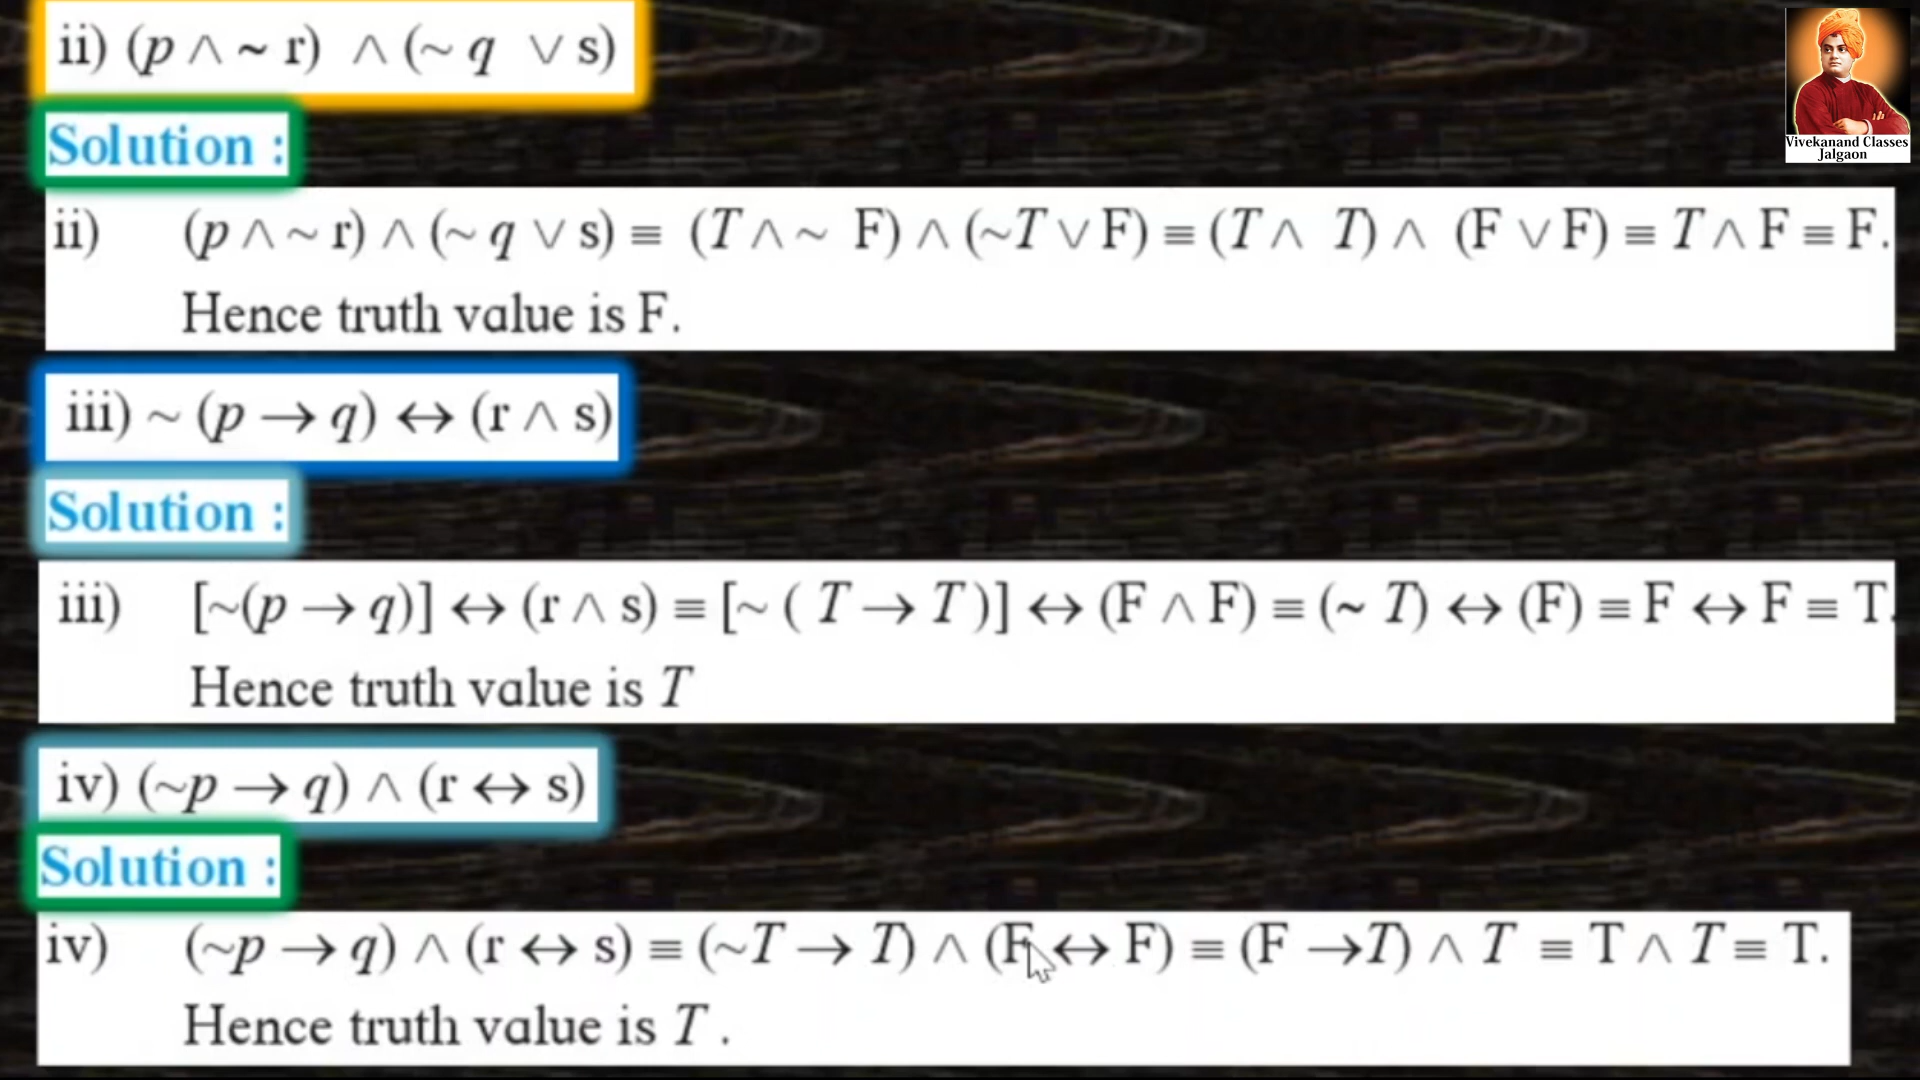 ii) (p ∧ ~ r) ∧ (~ q ∨ s)
Vivekanand Classes
Jalgaon
Solution :
ii) (p ∧ ~ r) ∧ (~ q ∨ s) ≡ (T ∧ ~ F) ∧ (~T ∨ F) ≡ (T ∧ T) ∧ (F ∨ F) ≡ T ∧ F ≡ F.
Hence truth value is F.
iii) ~ (p → q) ↔ (r ∧ s)
Solution :
iii) [~(p → q)] ↔ (r ∧ s) ≡ [~ ( T → T )] ↔ (F ∧ F) ≡ (~ T) ↔ (F) ≡ F ↔ F ≡ T.
Hence truth value is T
iv) (~p → q) ∧ (r ↔ s)
Solution :
iv) (~p → q) ∧ (r ↔ s) ≡ (~T → T) ∧ (F ↔ F) ≡ (F →T) ∧ T ≡ T ∧ T ≡ T.
Hence truth value is T .